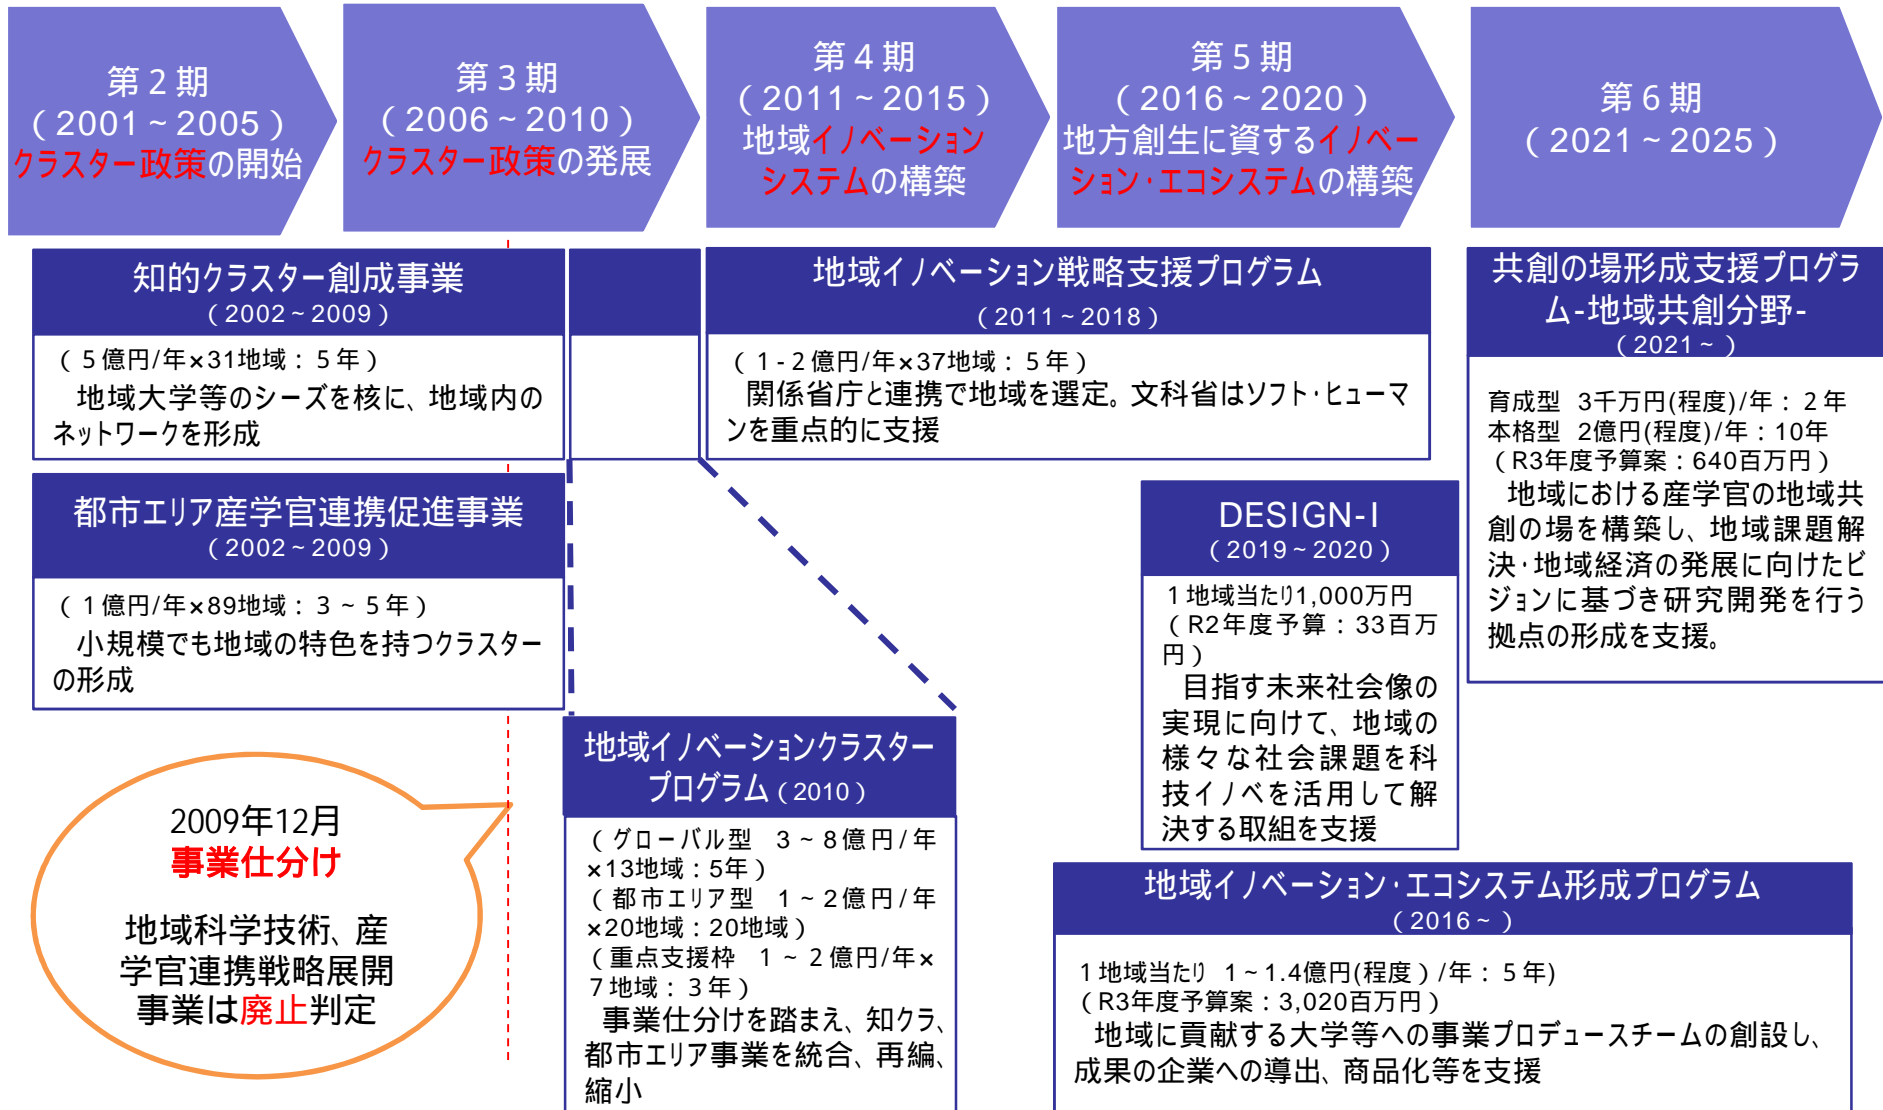 第２期
（2001～2005）
クラスター政策の開始
第３期
（2006～2010）
クラスター政策の発展
第４期
（2011～2015）
地域イノベーション
システムの構築
第５期
（2016～2020）
地方創生に資するイノベー
ション・エコシステムの構築
第６期
（2021～2025）
知的クラスター創成事業
（2002～2009）
（５億円/年×31地域：５年）
地域大学等のシーズを核に、地域内の
ネットワークを形成
都市エリア産学官連携促進事業
（2002～2009）
（１億円/年×89地域：３～５年）
小規模でも地域の特色を持つクラスター
の形成
2009年12月
事業仕分け
地域科学技術、産
学官連携戦略展開
事業は廃止判定
地域イノベーションクラスター
プログラム（2010）
（グローバル型　３～８億円/年
×13地域：5年）
（都市エリア型　１～２億円/年
×20地域：20地域）
（重点支援枠　１～２億円/年×
７地域：３年）
事業仕分けを踏まえ、知クラ、
都市エリア事業を統合、再編、
縮小
地域イノベーション戦略支援プログラム
（2011～2018）
（１-２億円/年×37地域：５年）
関係省庁と連携で地域を選定。文科省はソフト・ヒューマ
ンを重点的に支援
DESIGN-I
（2019～2020）
１地域当たり1,000万円
（R2年度予算：33百万
円）
目指す未来社会像の
実現に向けて、地域の
様々な社会課題を科
技イノベを活用して解
決する取組を支援
地域イノベーション・エコシステム形成プログラム
（2016～）
１地域当たり　１～1.4億円(程度）/年：５年)
（R3年度予算案：3,020百万円）
地域に貢献する大学等への事業プロデュースチームの創設し、
成果の企業への導出、商品化等を支援
共創の場形成支援プログラ
ム-地域共創分野-
（2021～）
育成型　3千万円(程度)/年：２年
本格型　2億円(程度)/年：10年
（R3年度予算案：640百万円）
地域における産学官の地域共
創の場を構築し、地域課題解
決・地域経済の発展に向けたビ
ジョンに基づき研究開発を行う
拠点の形成を支援。